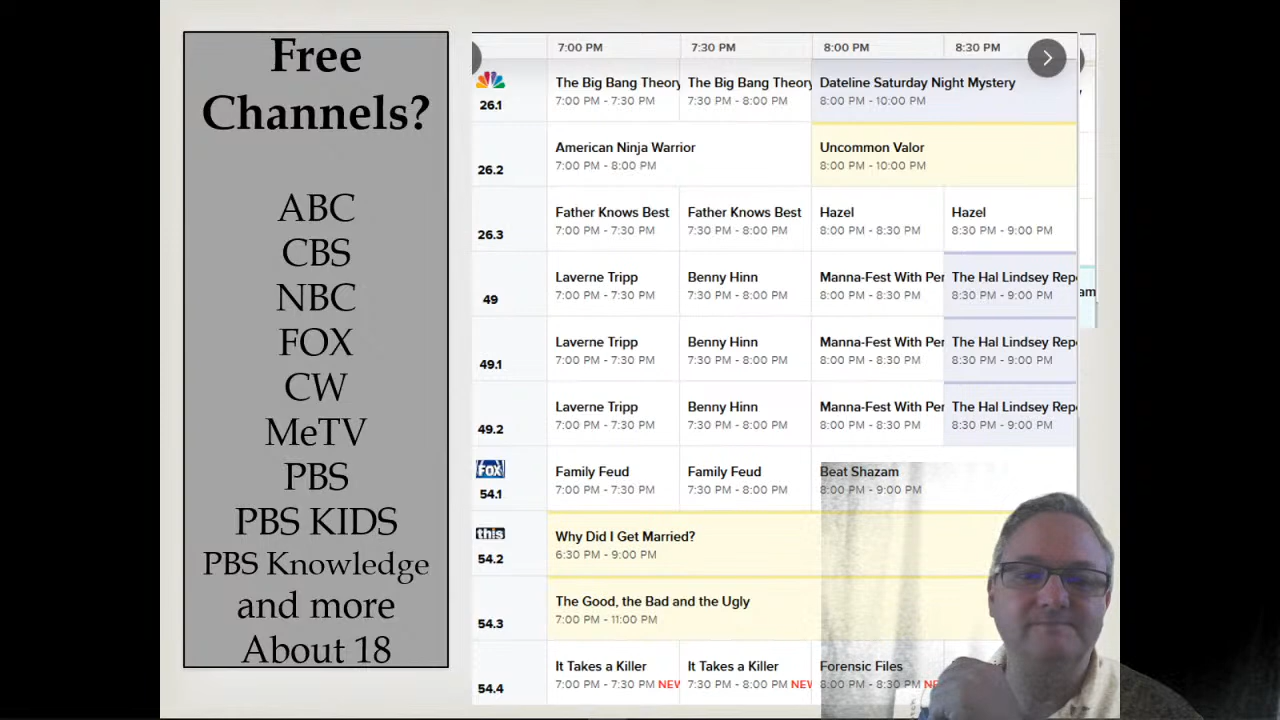 Free
Channels?
ABC
CBS
NBC
FOX
CW
MeTV
PBS
PBS KIDS
PBS Knowledge
and more
About 18
7:00 PM 7:30 PM 8:00 PM 8:30 PM
The Big Bang Theory The Big Bang Theory Dateline Saturday Night Mystery
7:00 PM - 7:30 PM 7:30 PM - 8:00 PM 8:00 PM - 10:00 PM
26.1
American Ninja Warrior Uncommon Valor
7:00 PM - 8:00 PM 8:00 PM - 10:00 PM
26.2
Father Knows Best Father Knows Best Hazel Hazel
7:00 PM - 7:30 PM 7:30 PM - 8:00 PM 8:00 PM - 8:30 PM 8:30 PM - 9:00 PM
26.3
Laverne Tripp Benny Hinn Manna-Fest With Per The Hal Lindsey Rep
7:00 PM - 7:30 PM 7:30 PM - 8:00 PM 8:00 PM - 8:30 PM 8:30 PM - 9:00 PM
am
49
Laverne Tripp Benny Hinn Manna-Fest With Per The Hal Lindsey Repo
7:00 PM - 7:30 PM 7:30 PM - 8:00 PM 8:00 PM - 8:30 PM 8:30 PM - 9:00 PM
49.1
Laverne Tripp Benny Hinn Manna-Fest With Per The Hal Lindsey Repo
7:00 PM - 7:30 PM 7:30 PM - 8:00 PM 8:00 PM - 8:30 PM 8:30 PM - 9:00 PM
49.2
FOX Family Feud Family Feud Beat Shazam
7:00 PM - 7:30 PM 7:30 PM - 8:00 PM 8:00 PM - 9:00 PM
54.1
this Why Did I Get Married?
6:30 PM - 9:00 PM
54.2
The Good, the Bad and the Ugly
7:00 PM - 11:00 PM
54.3
It Takes a Killer It Takes a Killer Forensic Files
7:00 PM - 7:30 PM NEW 7:30 PM - 8:00 PM NEW 8:00 PM - 8:30 PM NE
54.4